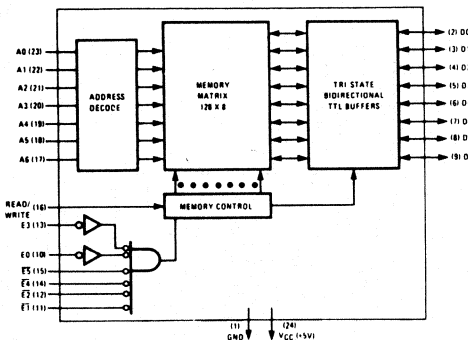 A0 (23)
A1 (22)
A2 (21)
A3 (20)
A4 (19)
A5 (18)
A6 (17)
ADDRESS
DECODE
MEMORY
MATRIX
128 X 8
TRI STATE
BIDIRECTIONAL
TTL BUFFERS
(2) D0
(3) D
(4) D
(5) D
(6) D
(7) D
(8) D
(9) D
READ/
WRITE (16)
MEMORY CONTROL
E3 (13)
E0 (10)
E5 (15)
E4 (14)
E2 (12)
E1 (11)
(1)
GND
(24)
VCC (+5V)